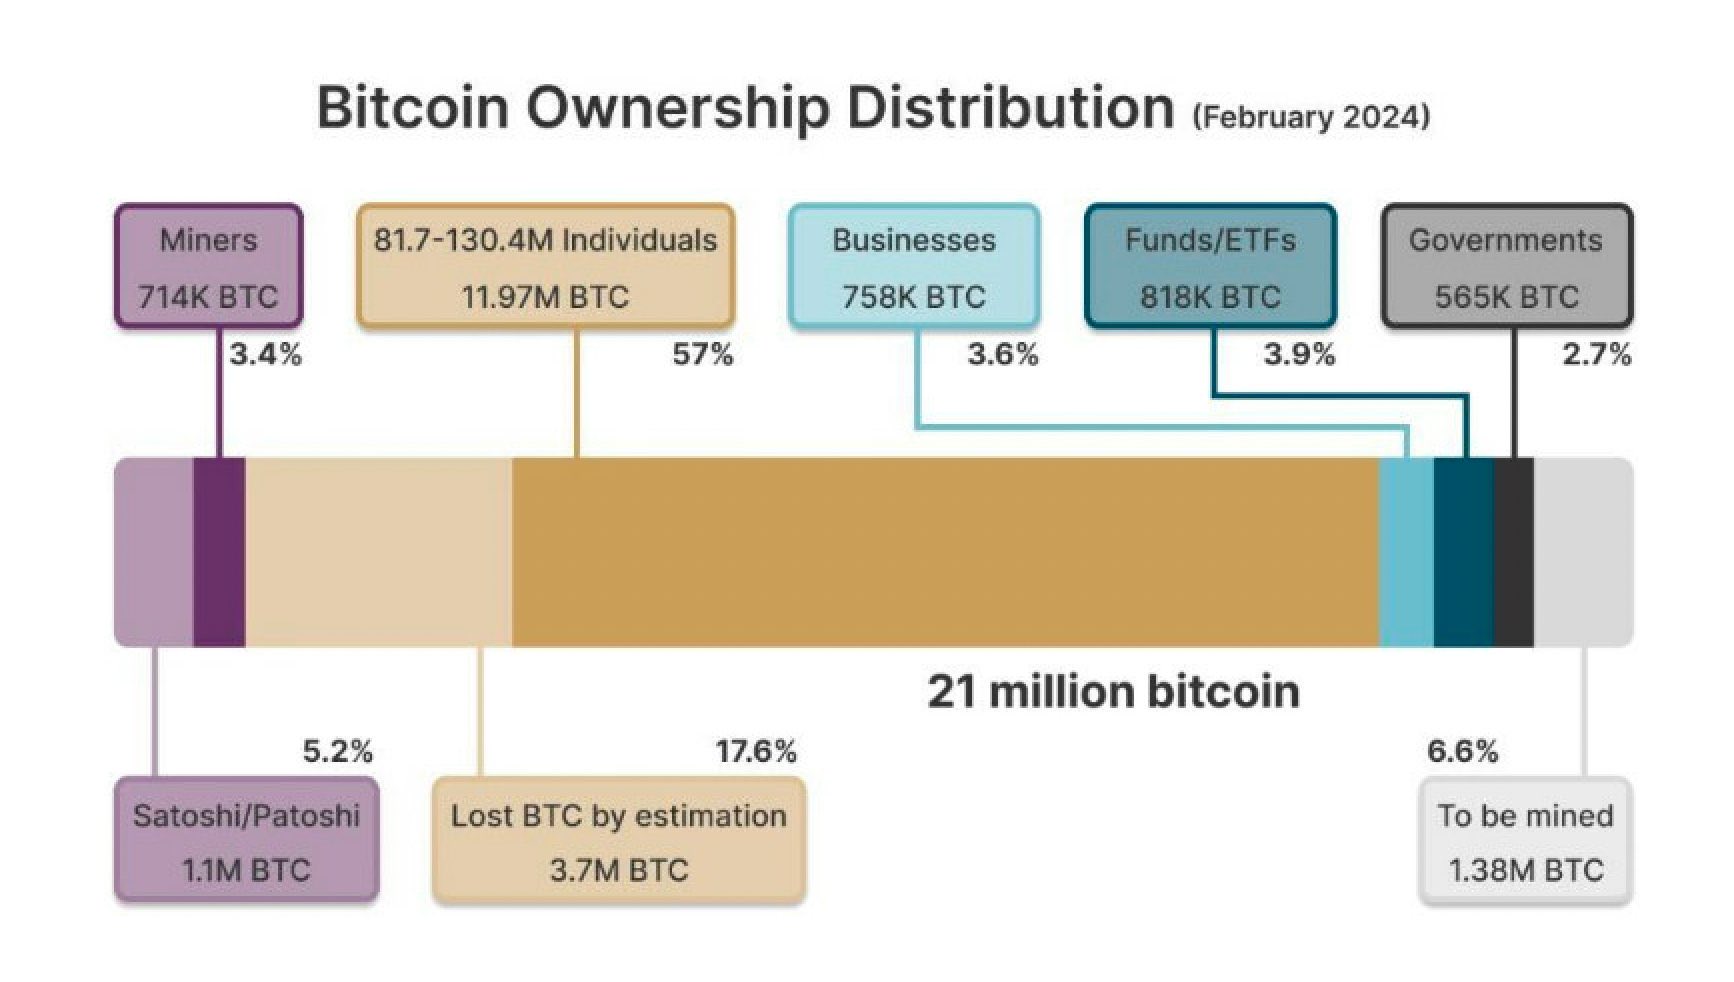 Bitcoin Ownership Distribution (February 2024)
Miners
714K BTC
3.4%
81.7-130.4M Individuals
11.97M BTC
57%
Businesses
758K BTC
3.6%
Funds/ETFs
818K BTC
3.9%
Governments
565K BTC
2.7%
21 million bitcoin
5.2%
Satoshi/Patoshi
1.1M BTC
17.6%
Lost BTC by estimation
3.7M BTC
6.6%
To be mined
1.38M BTC